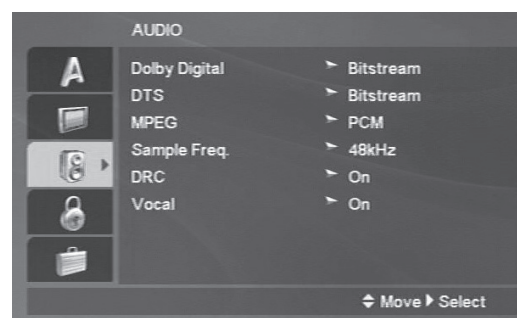 AUDIO
A
Dolby Digital Bitstream
DTS Bitstream
MPEG PCM
Sample Freq. 48kHz
DRC On
Vocal On
Move Select